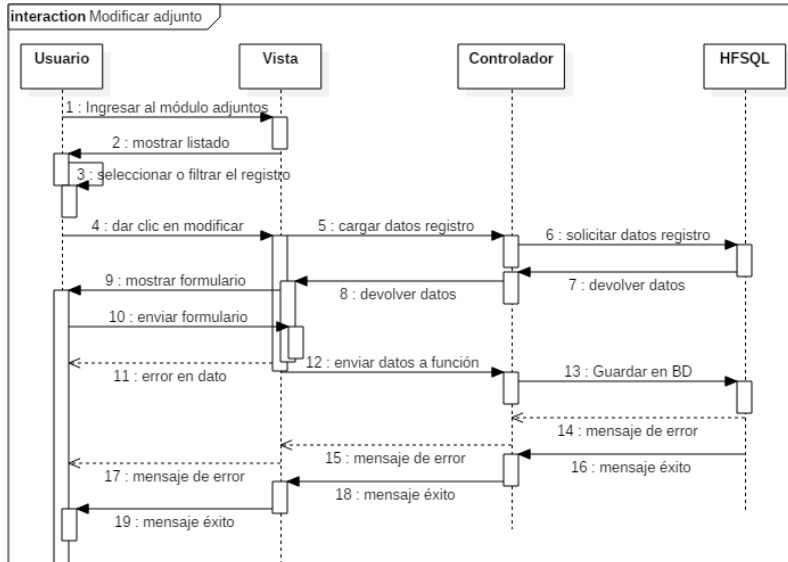 interaction Modificar adjunto
Usuario
Vista
Controlador
HFSQL
1 : Ingresar al módulo adjuntos
2 : mostrar listado
3 : seleccionar o filtrar el registro
4 : dar clic en modificar
5 : cargar datos registro
6 : solicitar datos registro
7 : devolver datos
8 : devolver datos
9 : mostrar formulario
10 : enviar formulario
11 : error en dato
12 : enviar datos a función
13 : Guardar en BD
14 : mensaje de error
15 : mensaje de error
16 : mensaje éxito
17 : mensaje de error
18 : mensaje éxito
19 : mensaje éxito